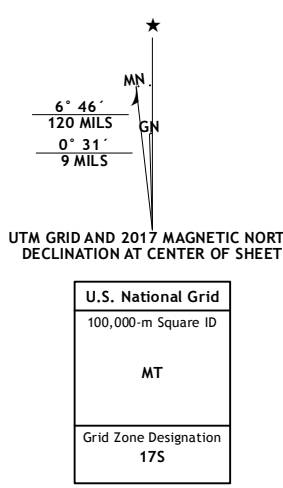 ★
MN
6° 46´
120 MILS
GN
0° 31´
9 MILS
UTM GRID AND 2017 MAGNETIC NORT
DECLINATION AT CENTER OF SHEET
U.S. National Grid
100,000-m Square ID
MT
Grid Zone Designation
17S